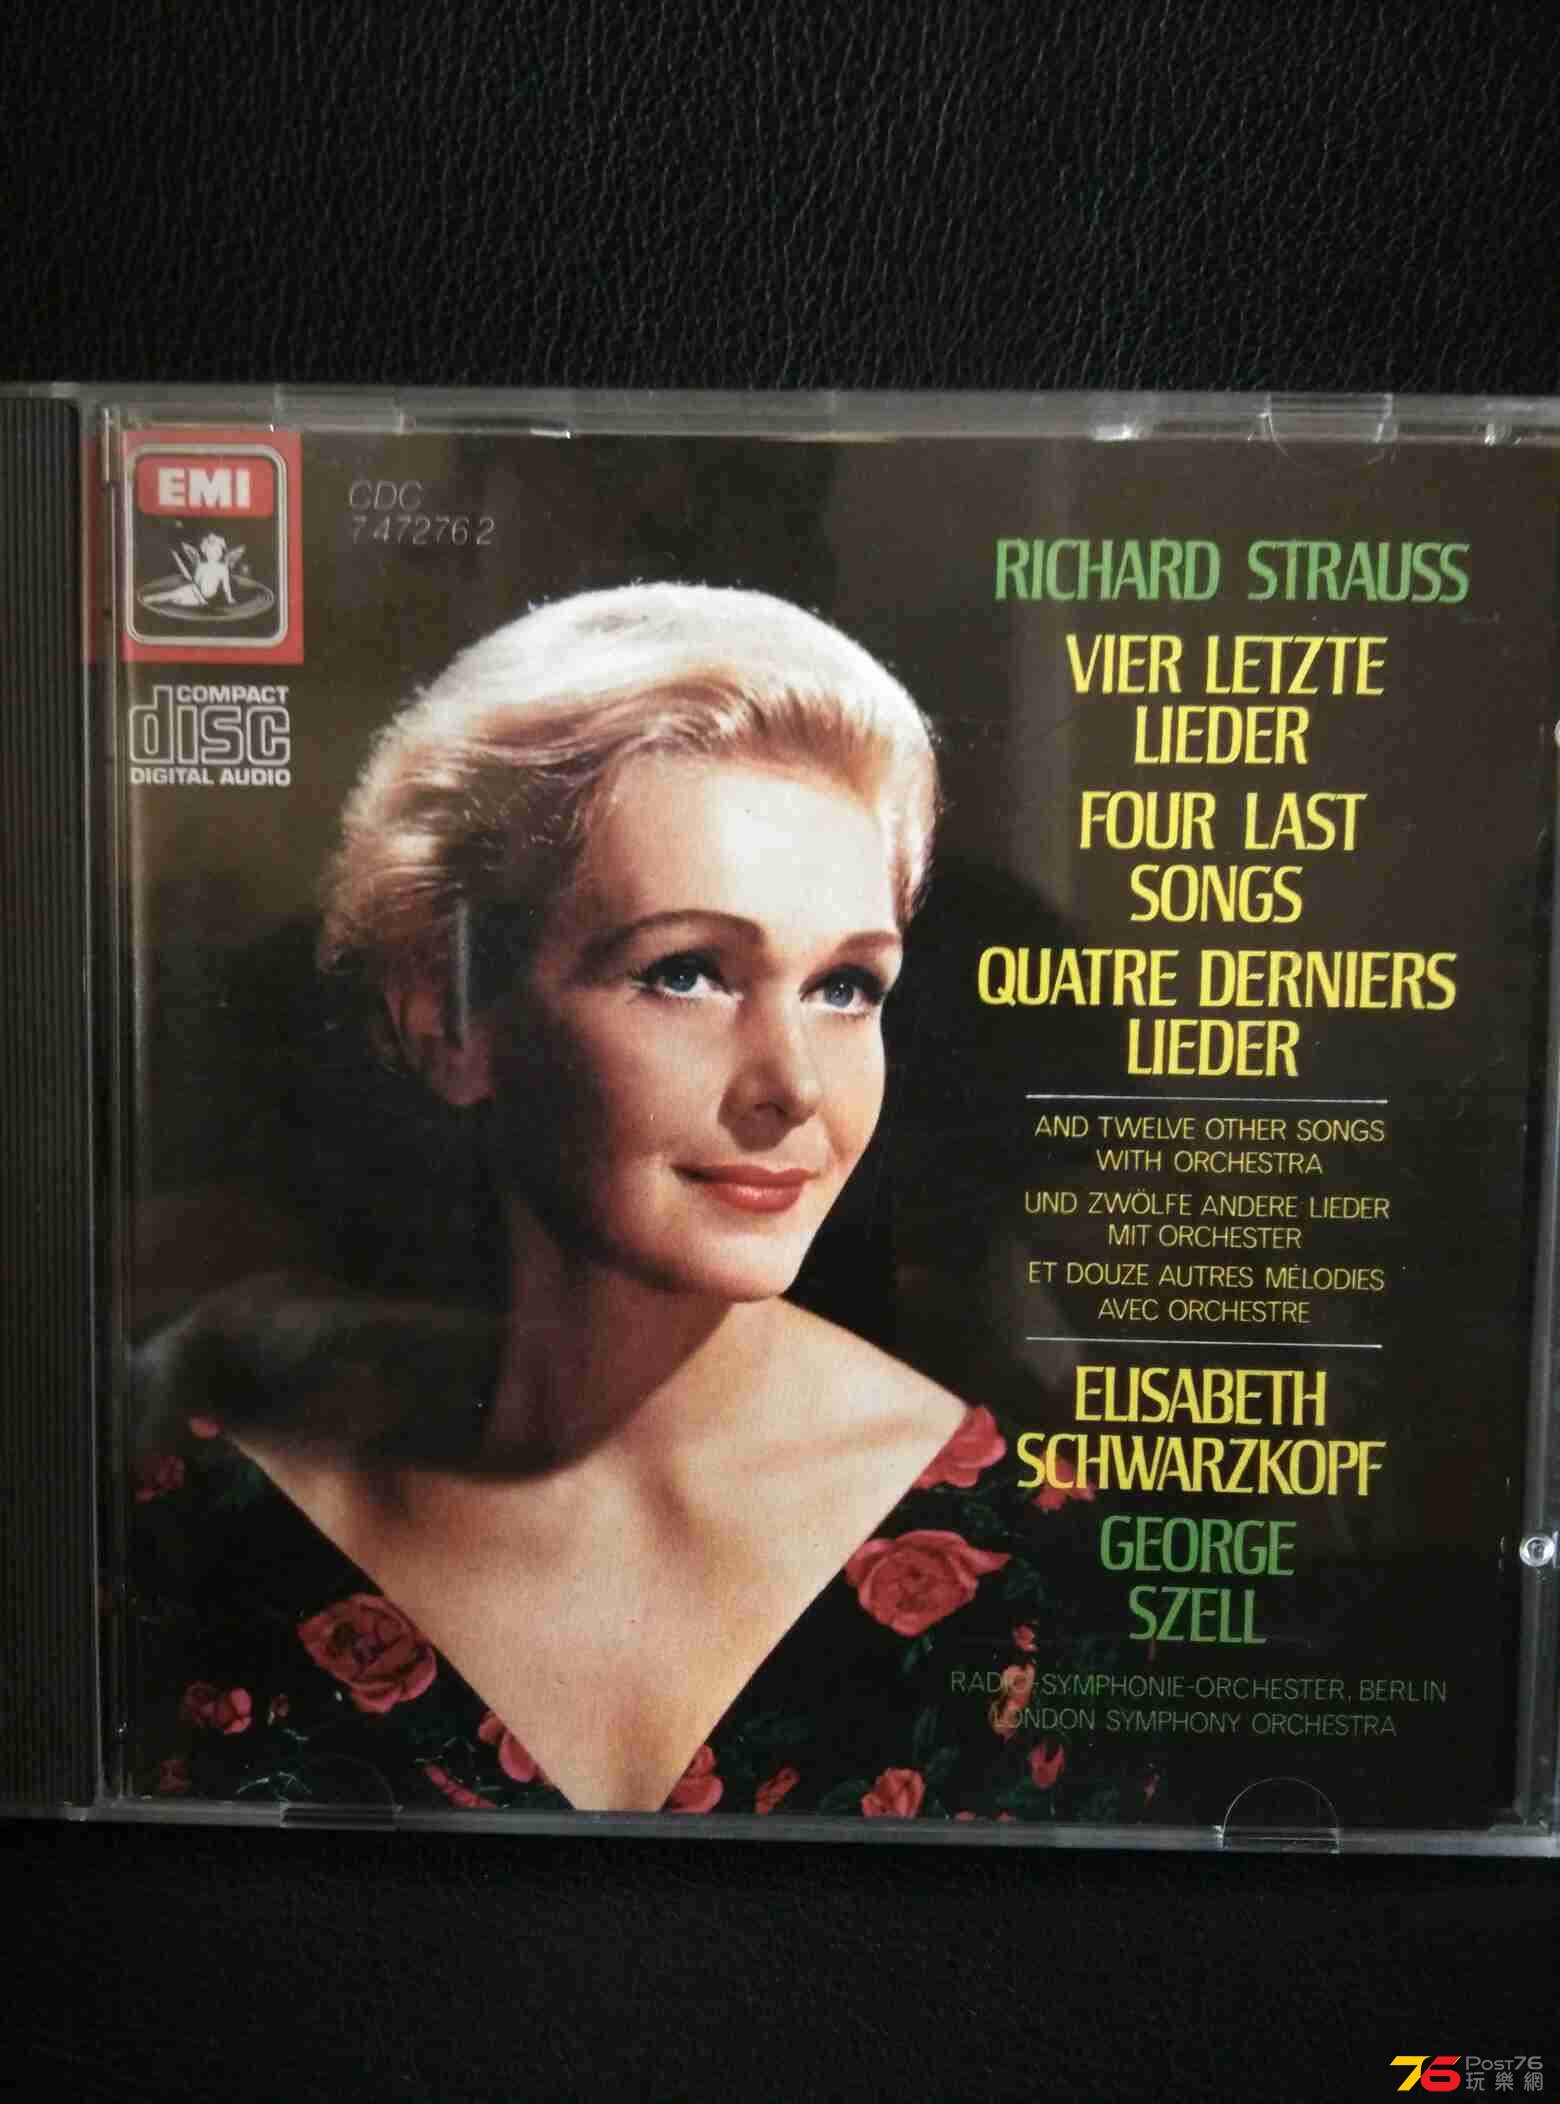 EMI
CDC
7 47276 2
COMPACT
disc
DIGITAL AUDIO
RICHARD STRAUSS
VIER LETZTE
LIEDER
FOUR LAST
SONGS
QUATRE DERNIERS
LIEDER
AND TWELVE OTHER SONGS
WITH ORCHESTRA
UND ZWÖLFE ANDERE LIEDER
MIT ORCHESTER
ET DOUZE AUTRES MÉLODIES
AVEC ORCHESTRE
ELISABETH
SCHWARZKOPF
GEORGE
SZELL
RADIO-SYMPHONIE-ORCHESTER, BERLIN
LONDON SYMPHONY ORCHESTRA
76 POST76
玩樂網